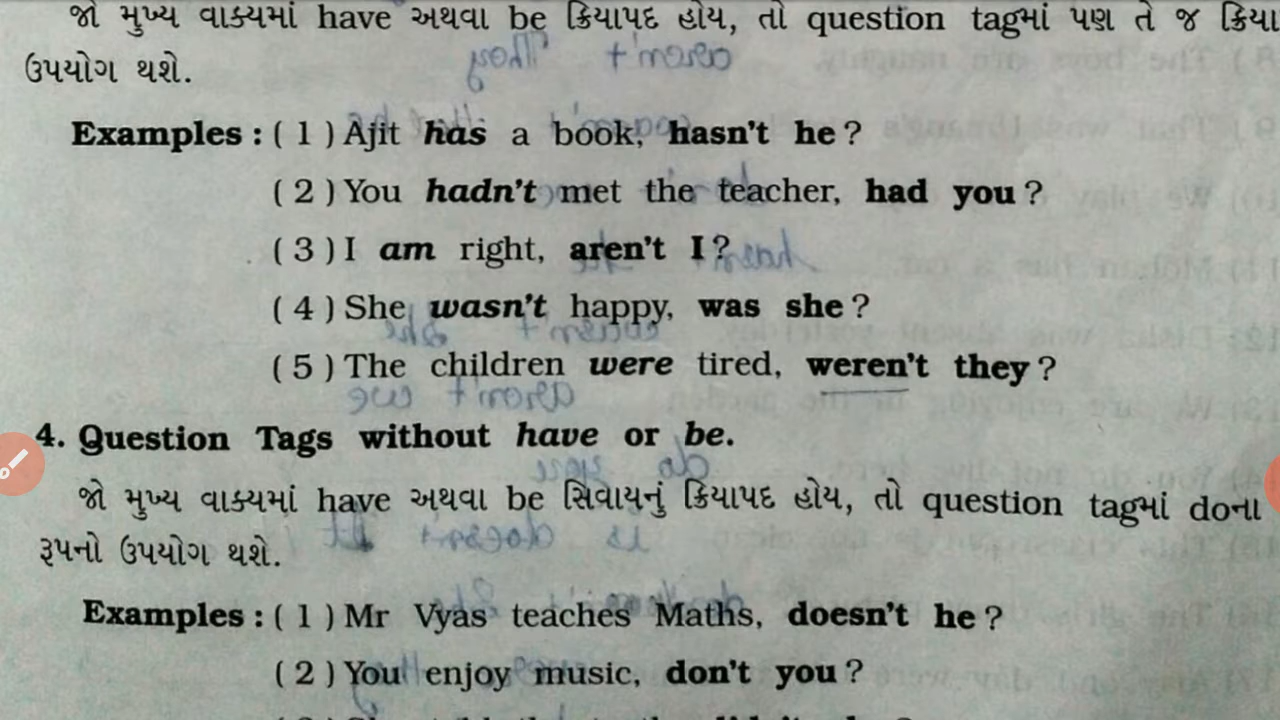 જો મુખ્ય વાક્યમાં have અથવા be ક્રિયાપદ હોય, તો question tagમાં પણ તે જ ક્રિયા
ઉપયોગ થશે.
Examples : ( 1 ) Ajit has a book, hasn't he ?
( 2 ) You hadn't met the teacher, had you ?
( 3 ) I am right, aren't I ?
( 4 ) She wasn't happy, was she ?
( 5 ) The children were tired, weren't they ?
4. Question Tags without have or be.
જો મુખ્ય વાક્યમાં have અથવા be સિવાયનું ક્રિયાપદ હોય, તો question tagમાં doના
રૂપનો ઉપયોગ થશે.
Examples : ( 1 ) Mr Vyas teaches Maths, doesn't he ?
( 2 ) You enjoy music, don't you ?